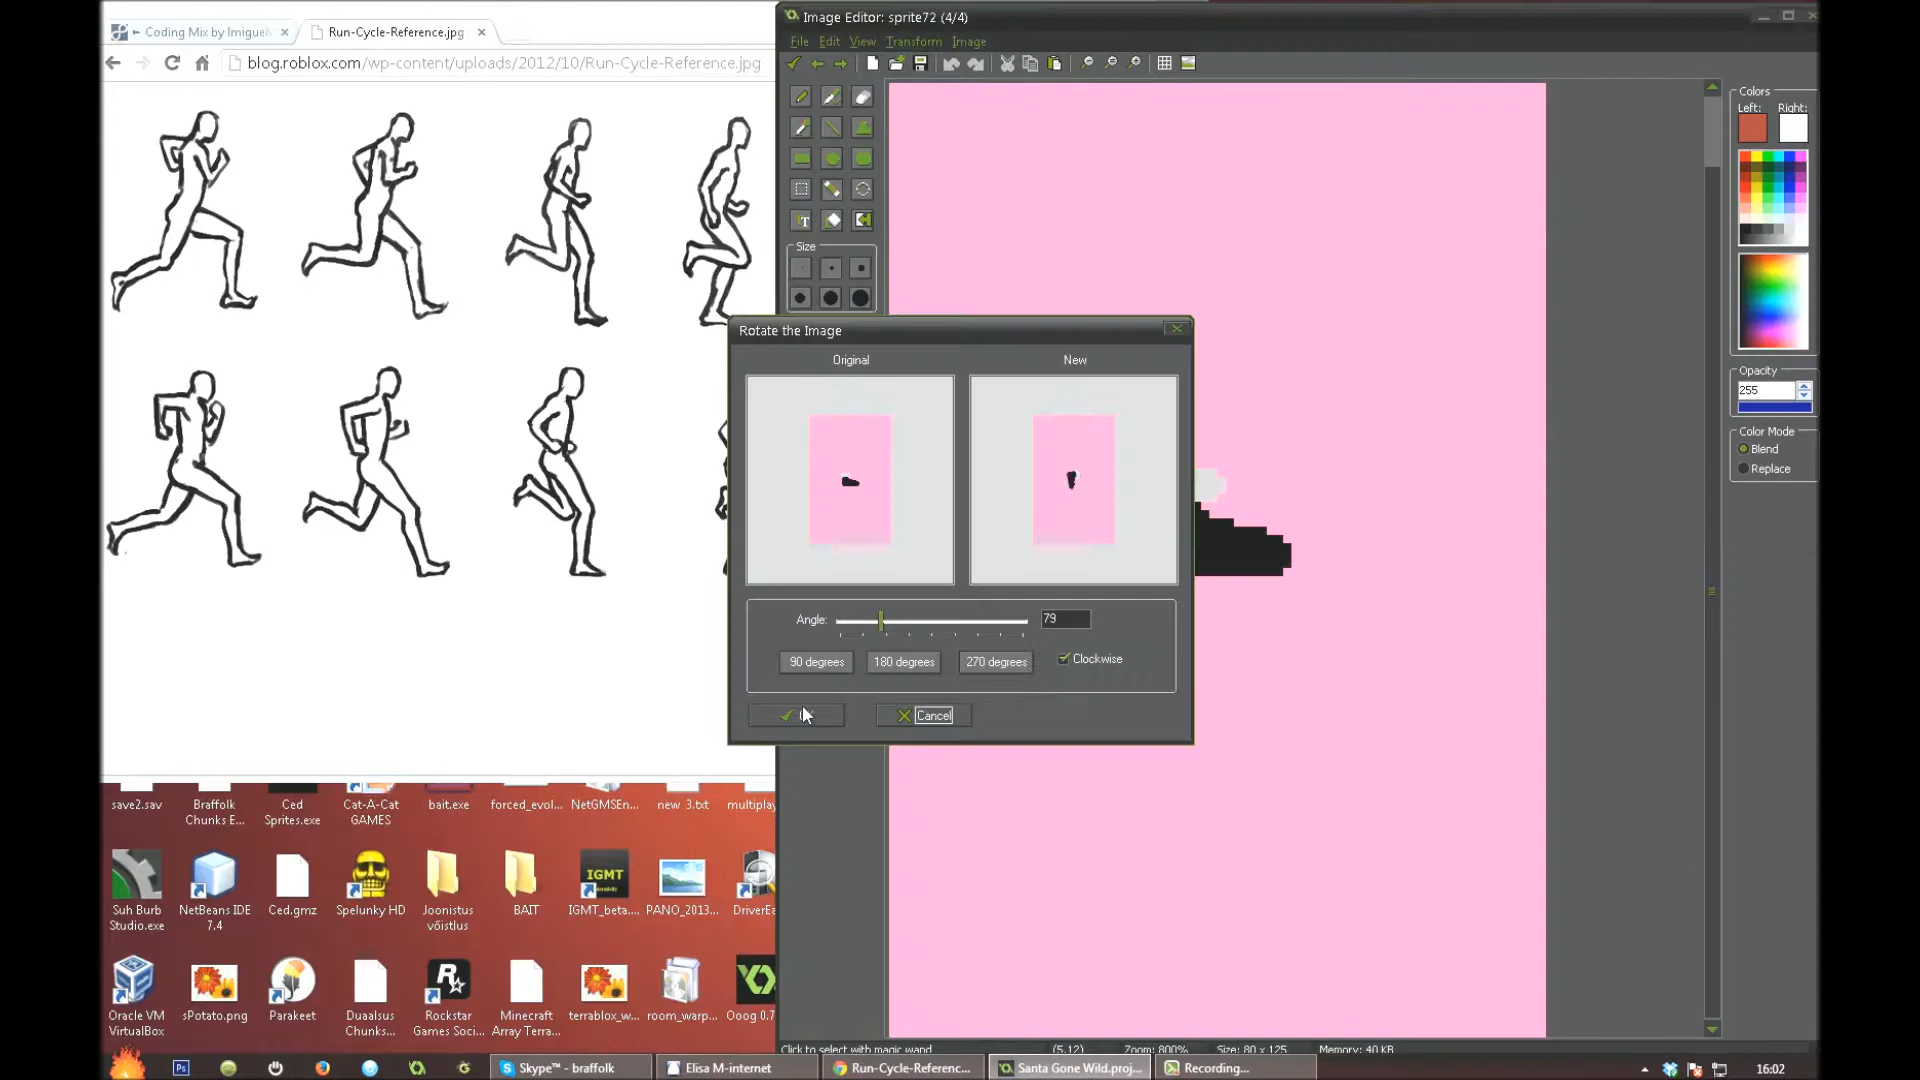 Coding Mix by Imiguel
Run-Cycle-Reference.jpg
blog.roblox.com/wp-content/uploads/2012/10/Run-Cycle-Reference.jpg
Image Editor: sprite72 (4/4)
File Edit View Transform Image
Colors
Left: Right:
Size
Opacity
255
Color Mode
Blend
Replace
Rotate the Image
Original New
Angle: 79
90 degrees 180 degrees 270 degrees Clockwise
Cancel
save2.sav
Braffolk
Chunks E...
Ced
Sprites.exe
Cat-A-Cat
GAMES
bait.exe
forced_evol...
NetGMSEn...
new 3.txt
multiplay
Suh Burb
Studio.exe
NetBeans IDE
7.4
Ced.gmz
Spelunky HD
Joonistus
võistlus
BAIT
IGMT
IGMT_beta....
PANO_2013...
DriverEa
Oracle VM
VirtualBox
sPotato.png
Parakeet
Duaalsus
Chunks...
Rockstar
Games Soci...
Minecraft
Array Terra...
terrablox_w...
room_warp...
Ooog 0.7
Click to select with magic wand (5,12) Zoom: 800% Size: 80 x 125 Memory: 40 KB
Ps
Skype™ - braffolk
Elisa M-internet
Run-Cycle-Referenc...
Santa Gone Wild.proj...
Recording...
16:02